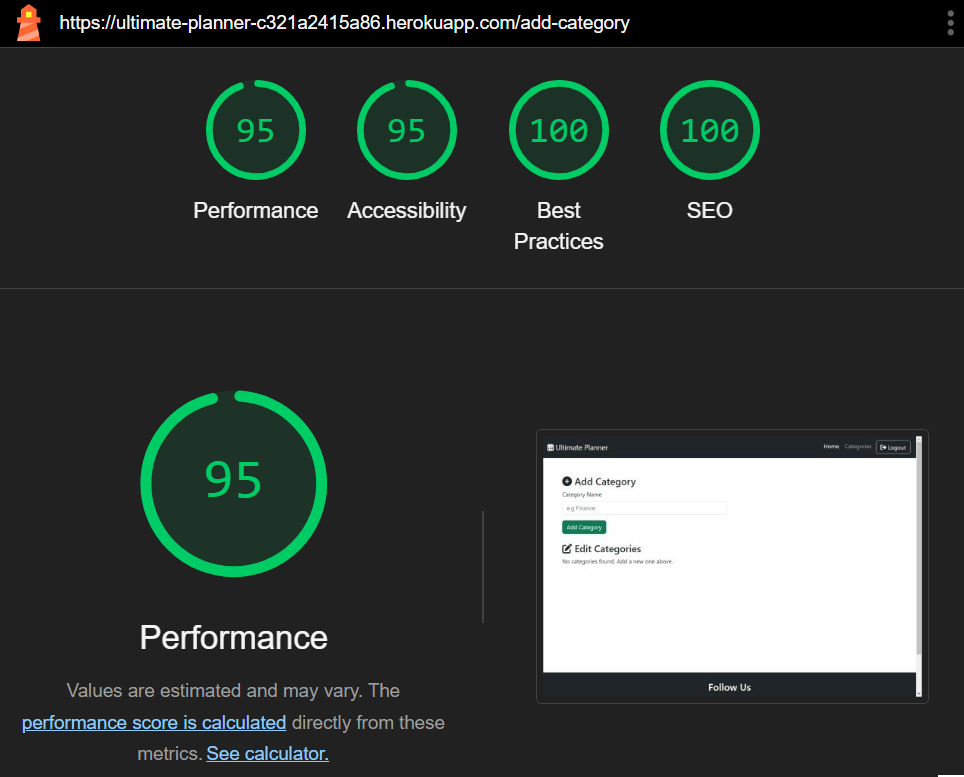 https://ultimate-planner-c321a2415a86.herokuapp.com/add-category
95
95
100
100
Performance
Accessibility
Best
Practices
SEO
95
Performance
Values are estimated and may vary. The
performance score is calculated directly from these
metrics. See calculator.
Ultimate Planner
Home
Categories
Logout
Add Category
Category Name
e.g Finance
Add Category
Edit Categories
No categories found. Add a new one above.
Follow Us